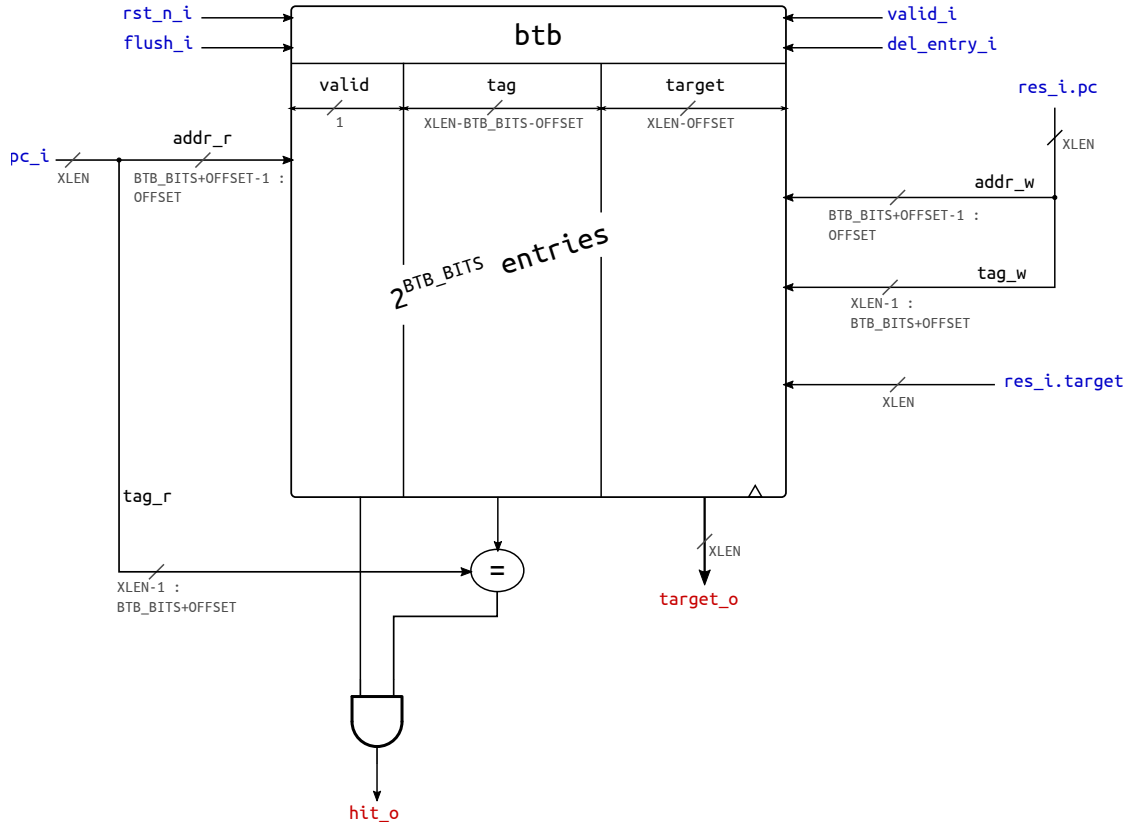 rst_n_i
flush_i
btb
valid_i
del_entry_i
valid
tag
target
1
XLEN-BTB_BITS-OFFSET
XLEN-OFFSET
res_i.pc
XLEN
pc_i
XLEN
addr_r
BTB_BITS+OFFSET-1 :
OFFSET
addr_w
BTB_BITS+OFFSET-1 :
OFFSET
2^BTB_BITS entries
tag_w
XLEN-1 :
BTB_BITS+OFFSET
res_i.target
XLEN
tag_r
XLEN-1 :
BTB_BITS+OFFSET
=
XLEN
target_o
hit_o